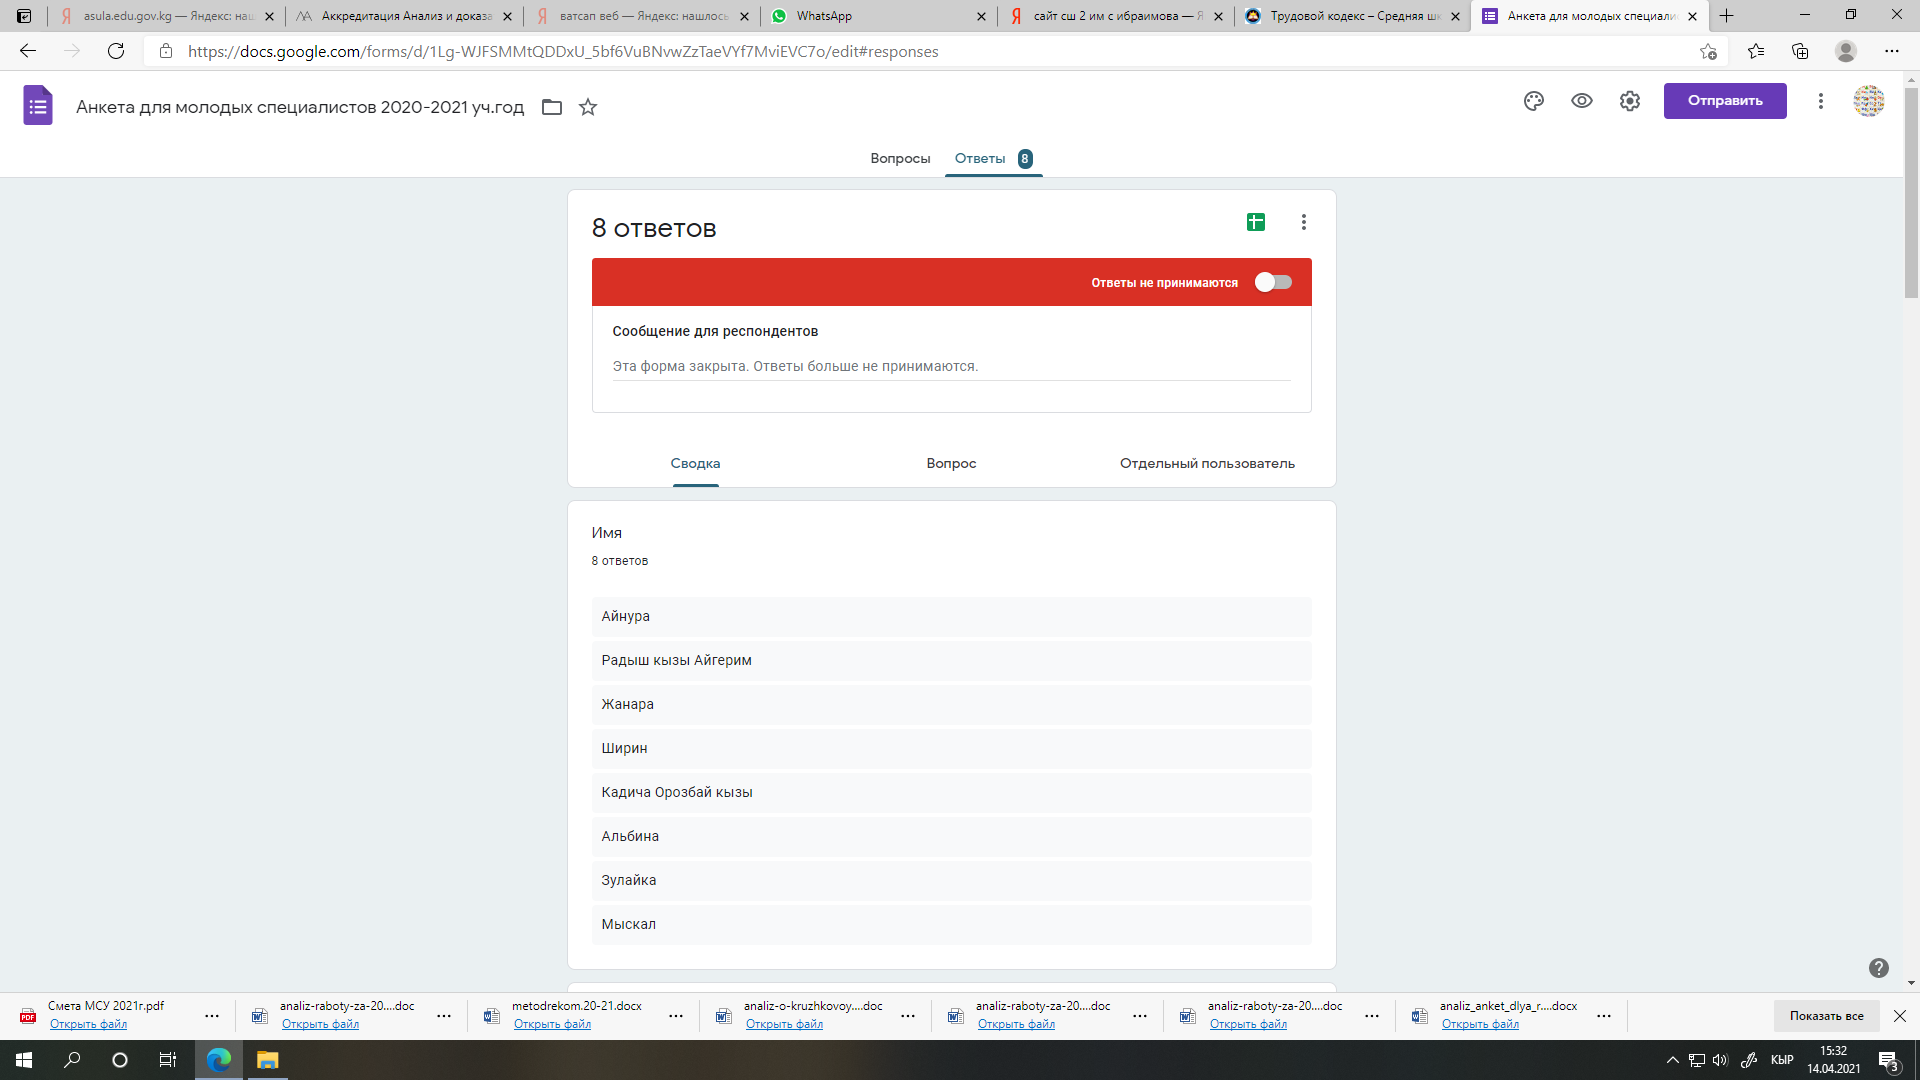 asula.edu.gov.kg — Яндекс: наш
Аккредитация Анализ и доказа
ватсап веб — Яндекс: нашлось
WhatsApp
сайт сш 2 им с ибраимова — Я
Трудовой кодекс – Средняя шк
Анкета для молодых специали
https://docs.google.com/forms/d/1Lg-WJFSMMtQDDxU_5bf6VuBNvwZzTaeVYf7MviEVC7o/edit#responses
Анкета для молодых специалистов 2020-2021 уч.год
Отправить
Вопросы
Ответы 8
8 ответов
Ответы не принимаются
Сообщение для респондентов
Эта форма закрыта. Ответы больше не принимаются.
Сводка
Вопрос
Отдельный пользователь
Имя
8 ответов
Айнура
Радыш кызы Айгерим
Жанара
Ширин
Кадича Орозбай кызы
Альбина
Зулайка
Мыскал
Смета МСУ 2021г.pdf
Открыть файл
analiz-raboty-za-20....doc
Открыть файл
metodrekom.20-21.docx
Открыть файл
analiz-o-kruzhkovoy....doc
Открыть файл
analiz-raboty-za-20....doc
Открыть файл
analiz-raboty-za-20....doc
Открыть файл
analiz_anket_dlya_r....docx
Открыть файл
Показать все
КЫР
15:32
14.04.2021
3